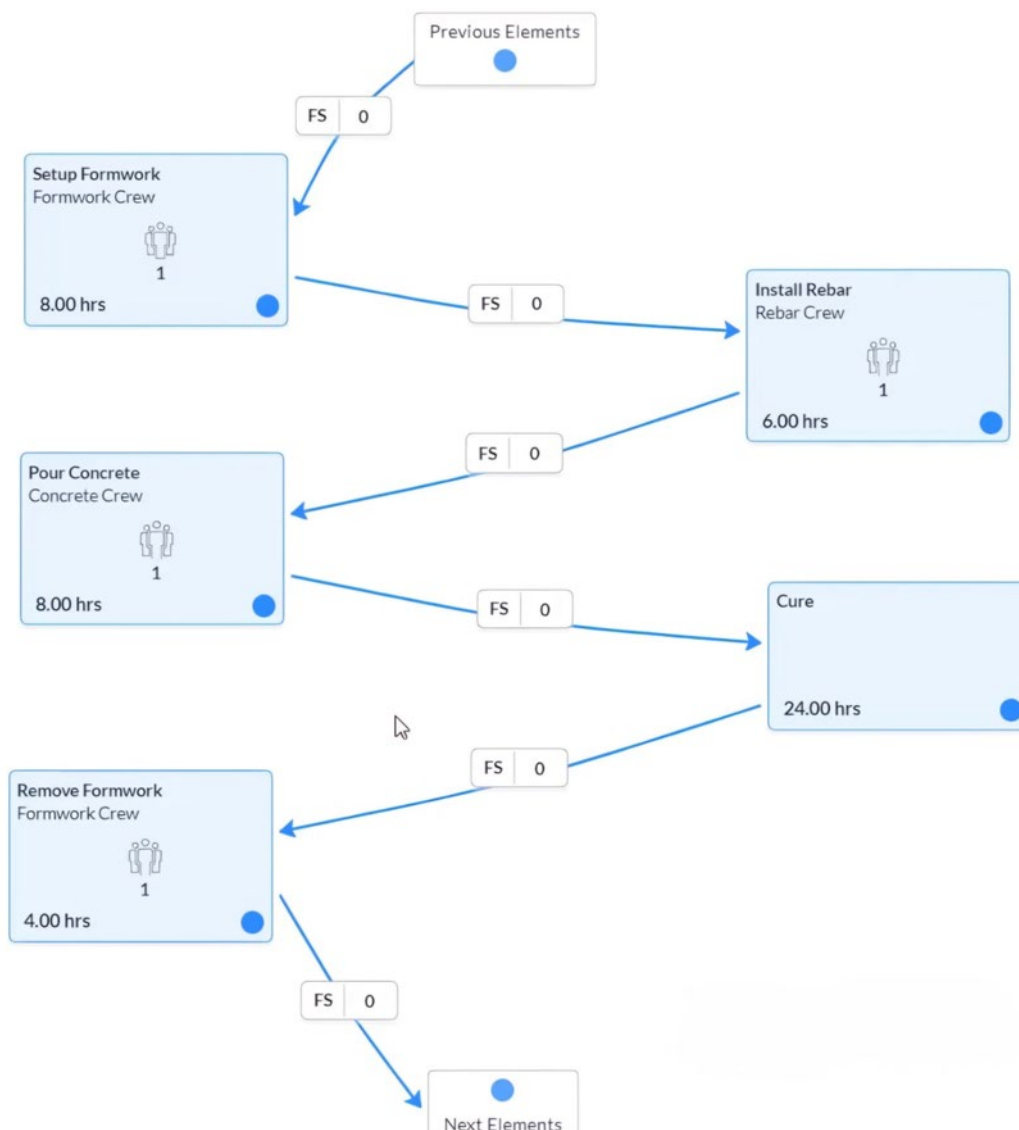 Previous Elements
FS 0
Setup Formwork
Formwork Crew
1
8.00 hrs
FS 0
Install Rebar
Rebar Crew
1
6.00 hrs
FS 0
Pour Concrete
Concrete Crew
1
8.00 hrs
FS 0
Cure
24.00 hrs
FS 0
Remove Formwork
Formwork Crew
1
4.00 hrs
FS 0
Next Elements